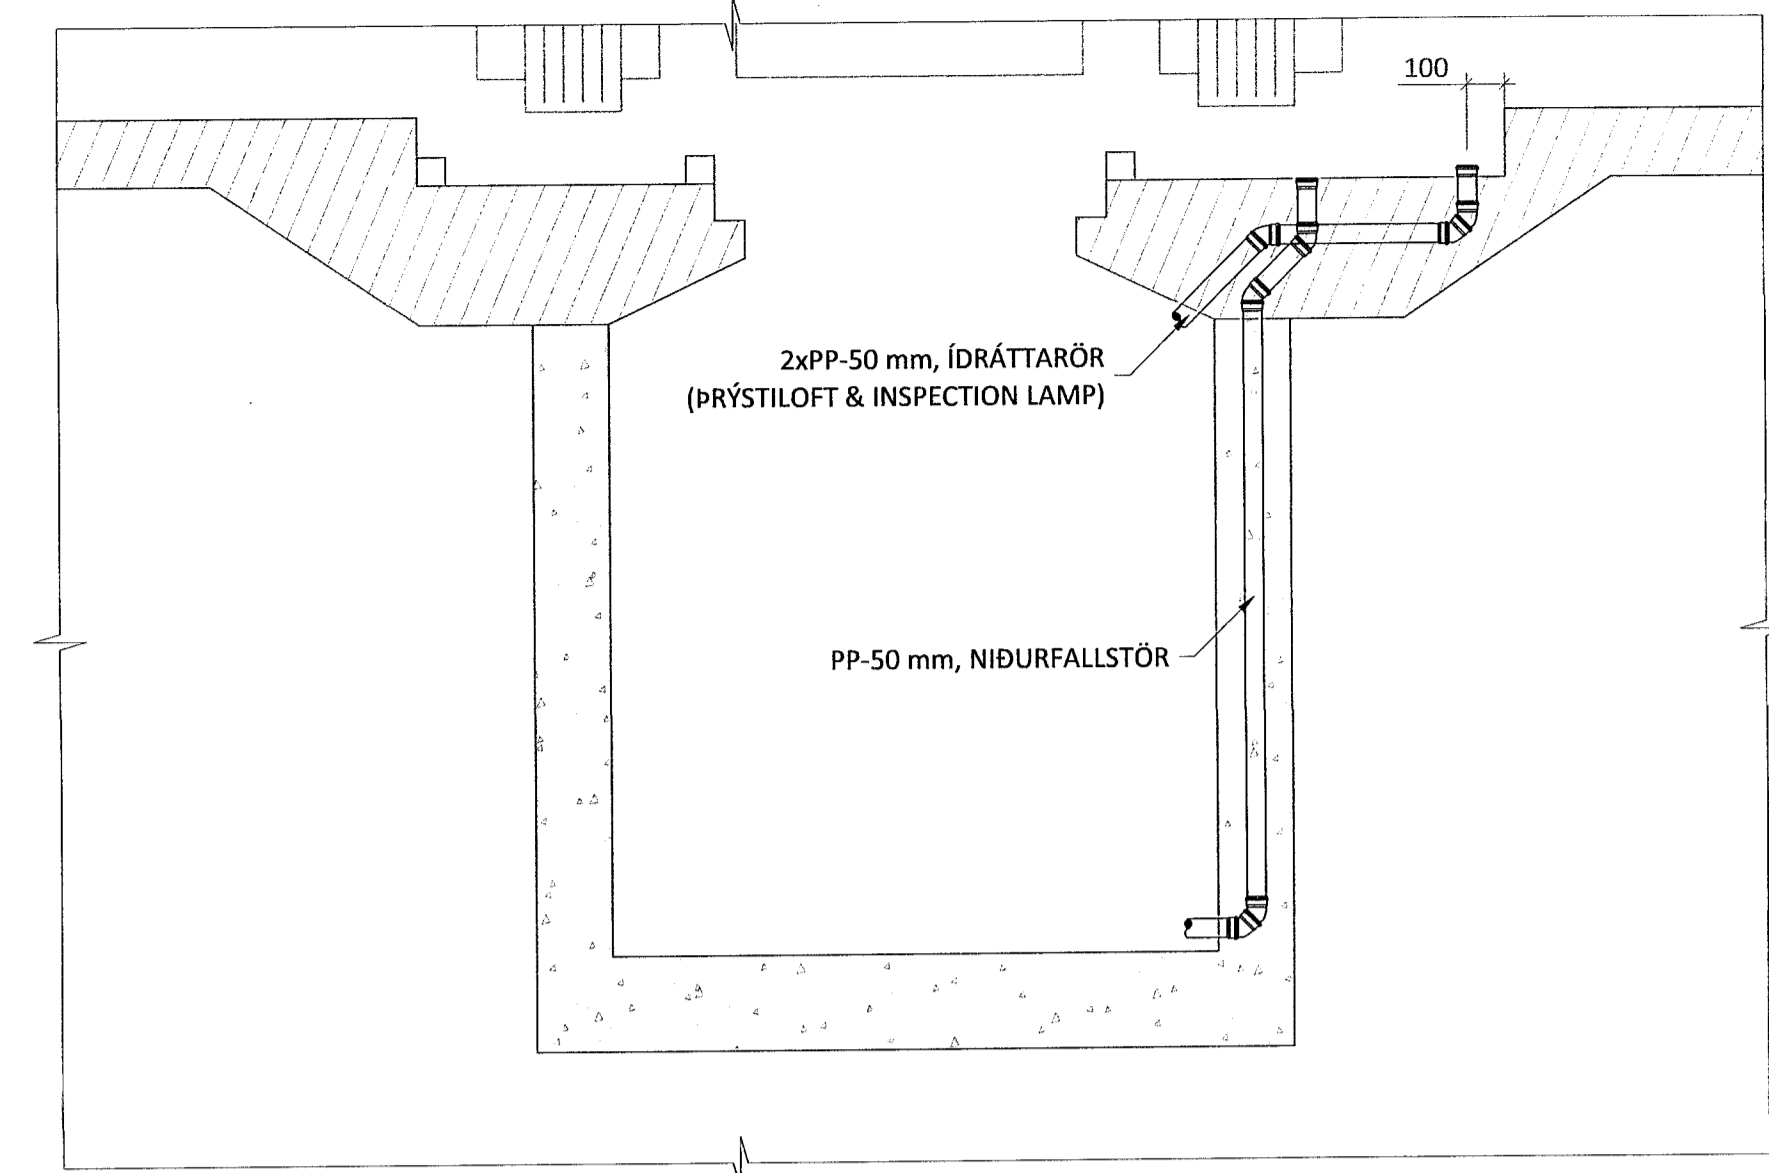 100
2xPP-50 mm, ÍDRÁTTARÖR
(ÞRÝSTILOFT & INSPECTION LAMP)
PP-50 mm, NIÐURFALLSTÖR